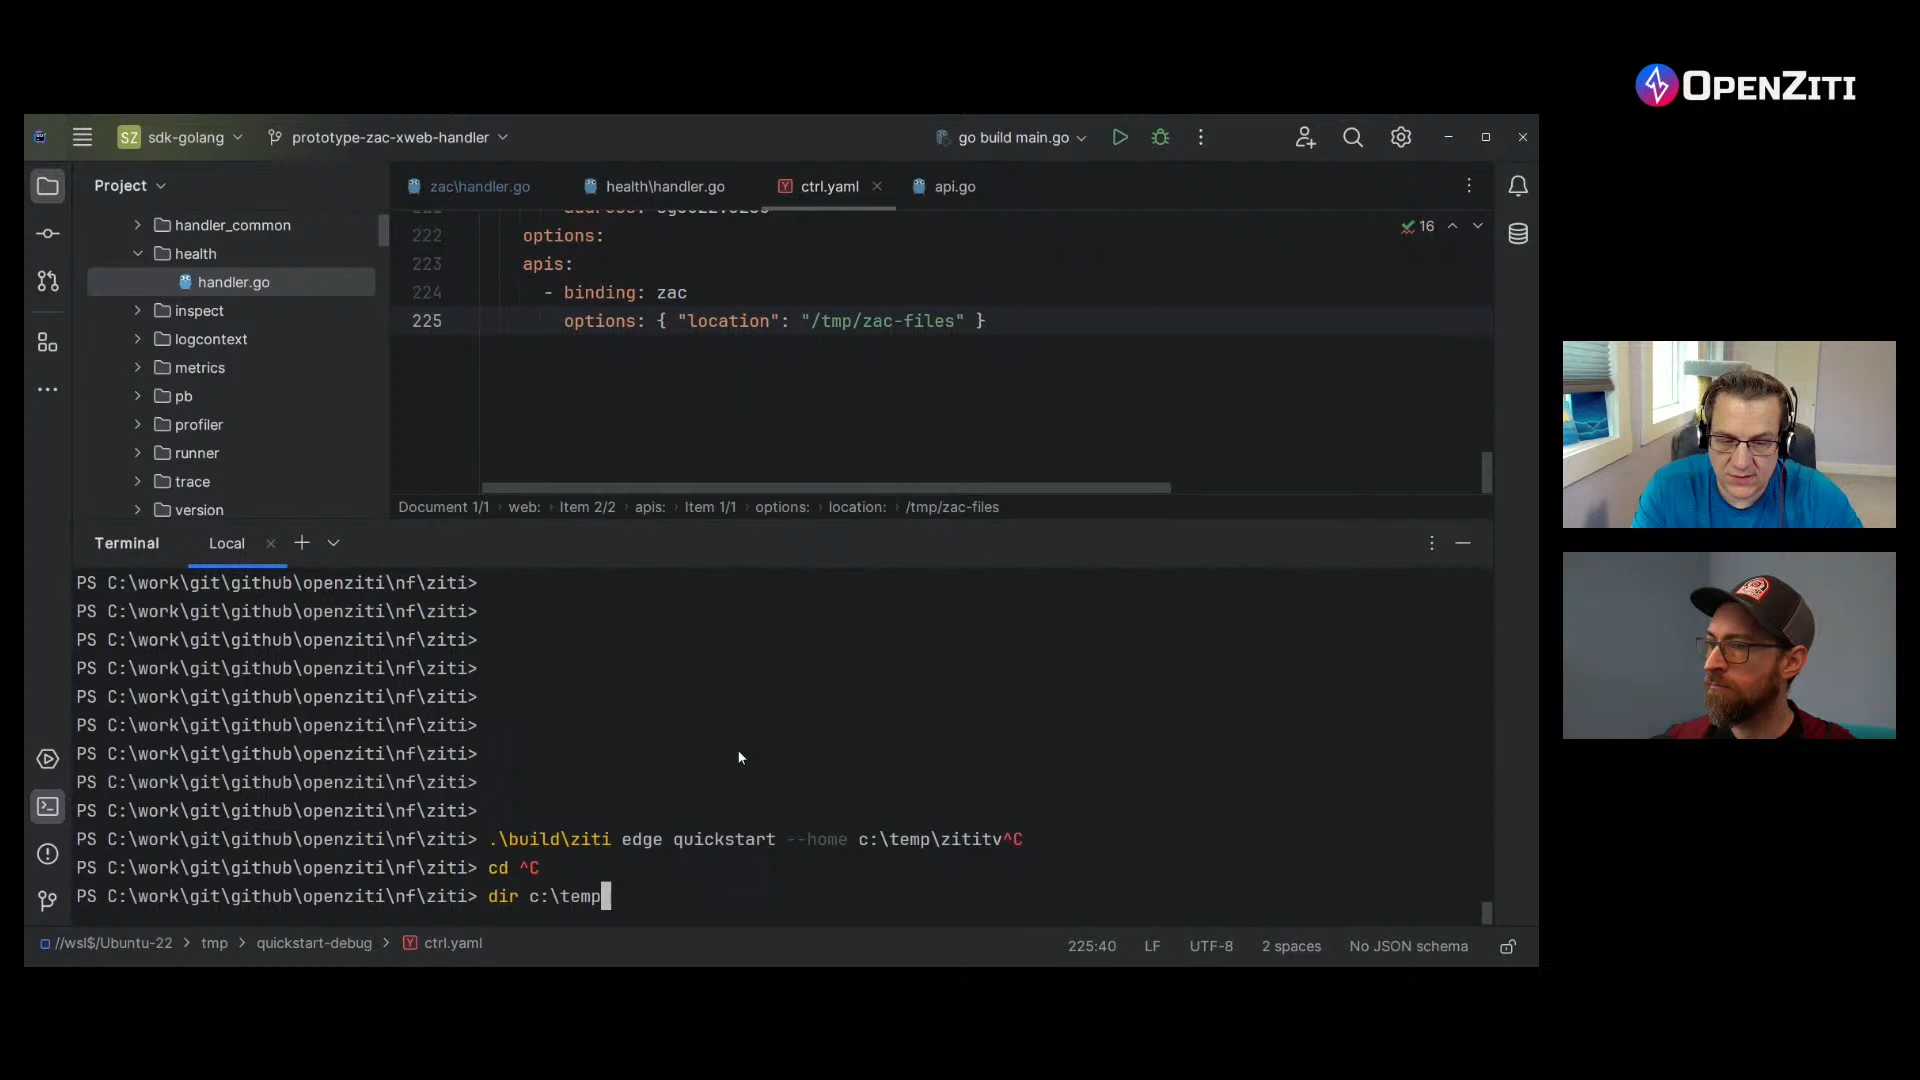 OPENZITI
SZ sdk-golang prototype-zac-xweb-handler go build main.go
Project zac\handler.go health\handler.go ctrl.yaml api.go
handler_common
health
handler.go
inspect
logcontext
metrics
pb
profiler
runner
trace
version
222 options:
223 apis:
224 - binding: zac
225 options: { "location": "/tmp/zac-files" }
16
Document 1/1 › web: › Item 2/2 › apis: › Item 1/1 › options: › location: › /tmp/zac-files
Terminal Local
PS C:\work\git\github\openziti\nf\ziti>
PS C:\work\git\github\openziti\nf\ziti>
PS C:\work\git\github\openziti\nf\ziti>
PS C:\work\git\github\openziti\nf\ziti>
PS C:\work\git\github\openziti\nf\ziti>
PS C:\work\git\github\openziti\nf\ziti>
PS C:\work\git\github\openziti\nf\ziti>
PS C:\work\git\github\openziti\nf\ziti>
PS C:\work\git\github\openziti\nf\ziti>
PS C:\work\git\github\openziti\nf\ziti> .\build\ziti edge quickstart --home c:\temp\zititv^C
PS C:\work\git\github\openziti\nf\ziti> cd ^C
PS C:\work\git\github\openziti\nf\ziti> dir c:\temp
//wsl$/Ubuntu-22 > tmp > quickstart-debug > ctrl.yaml 225:40 LF UTF-8 2 spaces No JSON schema